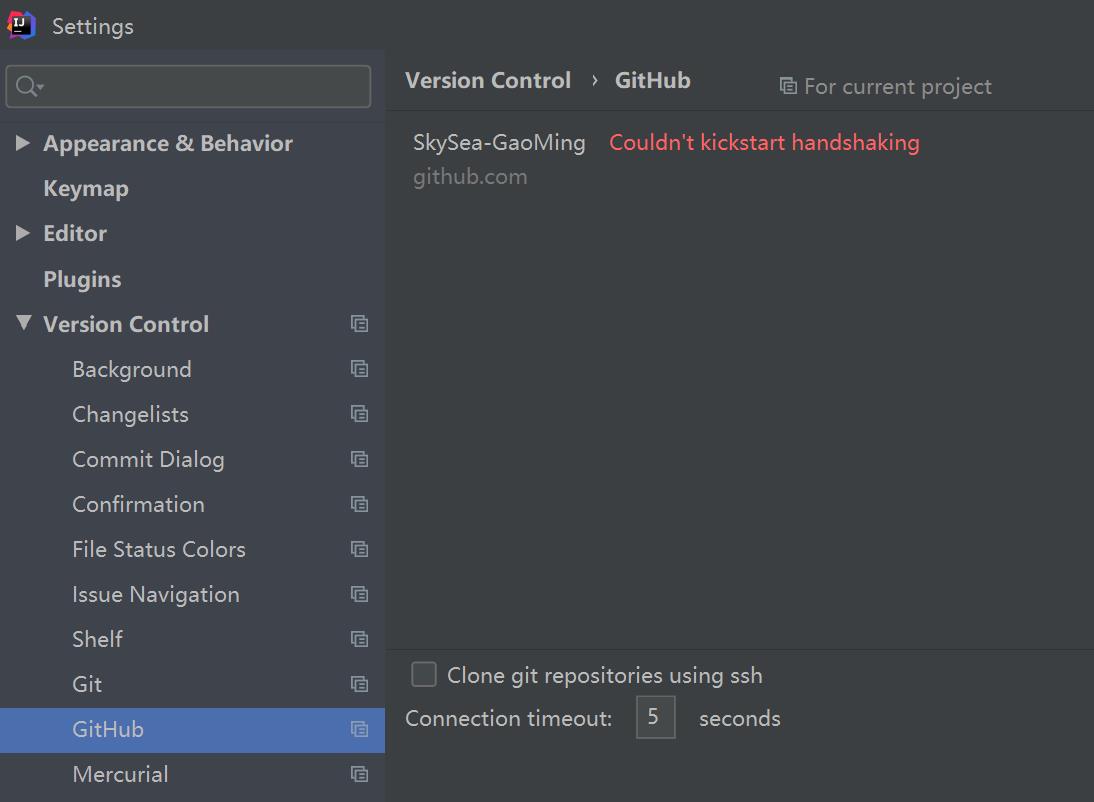 IJ
Settings
Appearance & Behavior
Keymap
Editor
Plugins
Version Control
Background
Changelists
Commit Dialog
Confirmation
File Status Colors
Issue Navigation
Shelf
Git
GitHub
Mercurial
Version Control › GitHub For current project
SkySea-GaoMing Couldn't kickstart handshaking
github.com
Clone git repositories using ssh
Connection timeout: 5 seconds